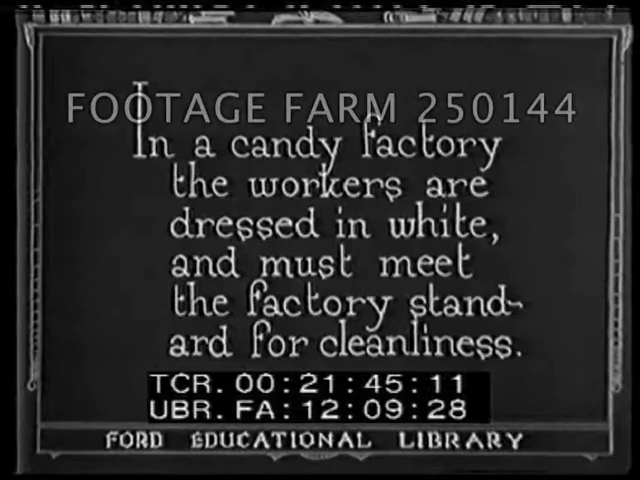 FOOTAGE FARM 250144
In a candy factory
the workers are
dressed in white,
and must meet
the factory stand-
ard for cleanliness.
TCR. 00:21:45:11
UBR. FA:12:09:28
FORD EDUCATIONAL LIBRARY